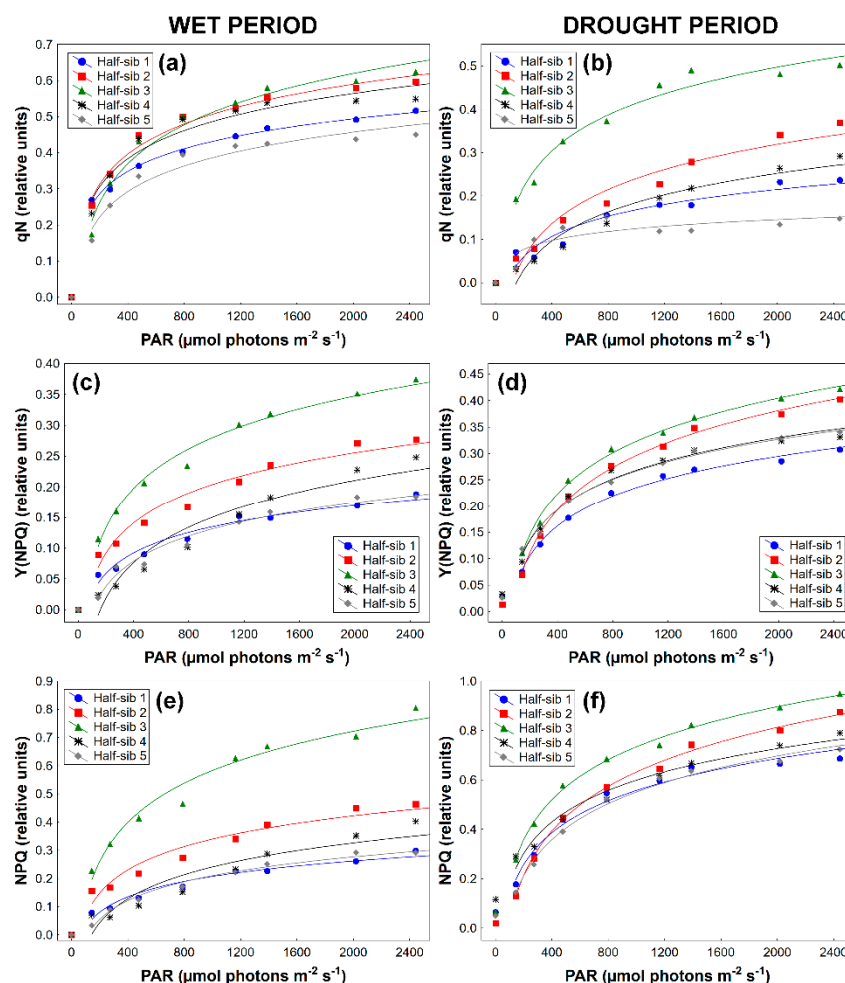 WET PERIOD
DROUGHT PERIOD
(a)
Half-sib 1
Half-sib 2
Half-sib 3
Half-sib 4
Half-sib 5
qN (relative units)
0.7
0.6
0.5
0.4
0.3
0.2
0.1
0.0
0 400 800 1200 1600 2000 2400
PAR (µmol photons m⁻² s⁻¹)
(b)
Half-sib 1
Half-sib 2
Half-sib 3
Half-sib 4
Half-sib 5
qN (relative units)
0.5
0.4
0.3
0.2
0.1
0.0
0 400 800 1200 1600 2000 2400
PAR (µmol photons m⁻² s⁻¹)
(c)
Half-sib 1
Half-sib 2
Half-sib 3
Half-sib 4
Half-sib 5
Y(NPQ) (relative units)
0.40
0.35
0.30
0.25
0.20
0.15
0.10
0.05
0.00
0 400 800 1200 1600 2000 2400
PAR (µmol photons m⁻² s⁻¹)
(d)
Half-sib 1
Half-sib 2
Half-sib 3
Half-sib 4
Half-sib 5
Y(NPQ) (relative units)
0.45
0.40
0.35
0.30
0.25
0.20
0.15
0.10
0.05
0.00
0 400 800 1200 1600 2000 2400
PAR (µmol photons m⁻² s⁻¹)
(e)
Half-sib 1
Half-sib 2
Half-sib 3
Half-sib 4
Half-sib 5
NPQ (relative units)
0.9
0.8
0.7
0.6
0.5
0.4
0.3
0.2
0.1
0.0
0 400 800 1200 1600 2000 2400
PAR (µmol photons m⁻² s⁻¹)
(f)
Half-sib 1
Half-sib 2
Half-sib 3
Half-sib 4
Half-sib 5
NPQ (relative units)
1.0
0.8
0.6
0.4
0.2
0.0
0 400 800 1200 1600 2000 2400
PAR (µmol photons m⁻² s⁻¹)